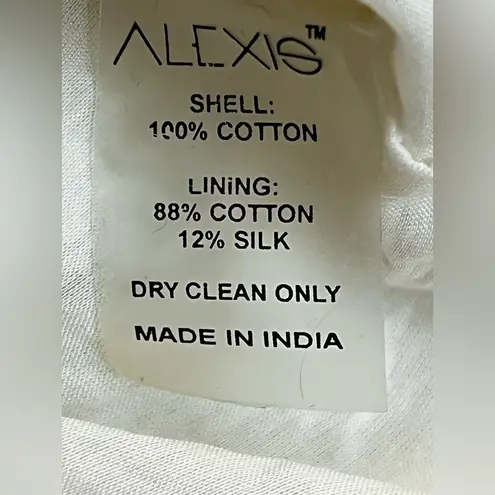 ALEXIS™
SHELL:
100% COTTON
LINING:
88% COTTON
12% SILK
DRY CLEAN ONLY
MADE IN INDIA